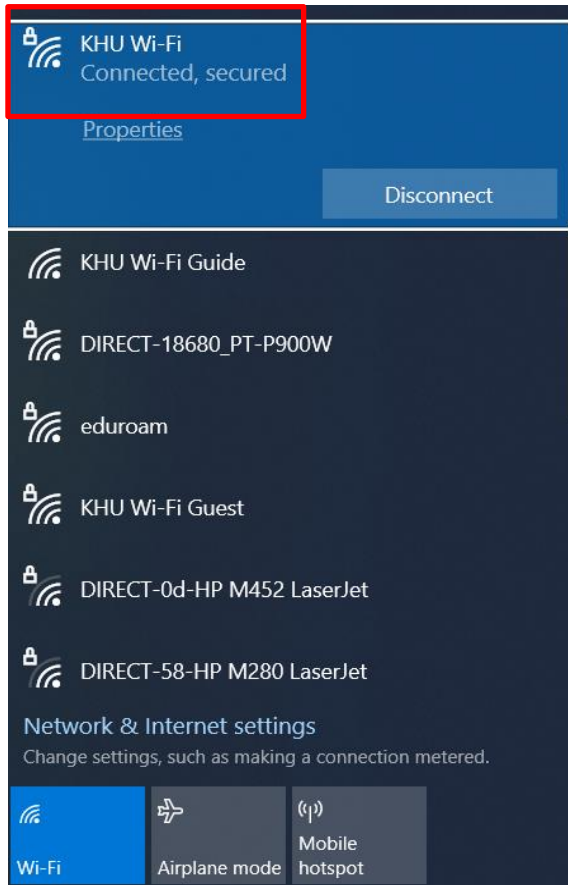 KHU Wi-Fi
Connected, secured
Properties
Disconnect
KHU Wi-Fi Guide
DIRECT-18680_PT-P900W
eduroam
KHU Wi-Fi Guest
DIRECT-0d-HP M452 LaserJet
DIRECT-58-HP M280 LaserJet
Network & Internet settings
Change settings, such as making a connection metered.
Wi-Fi
Airplane mode
Mobile
hotspot